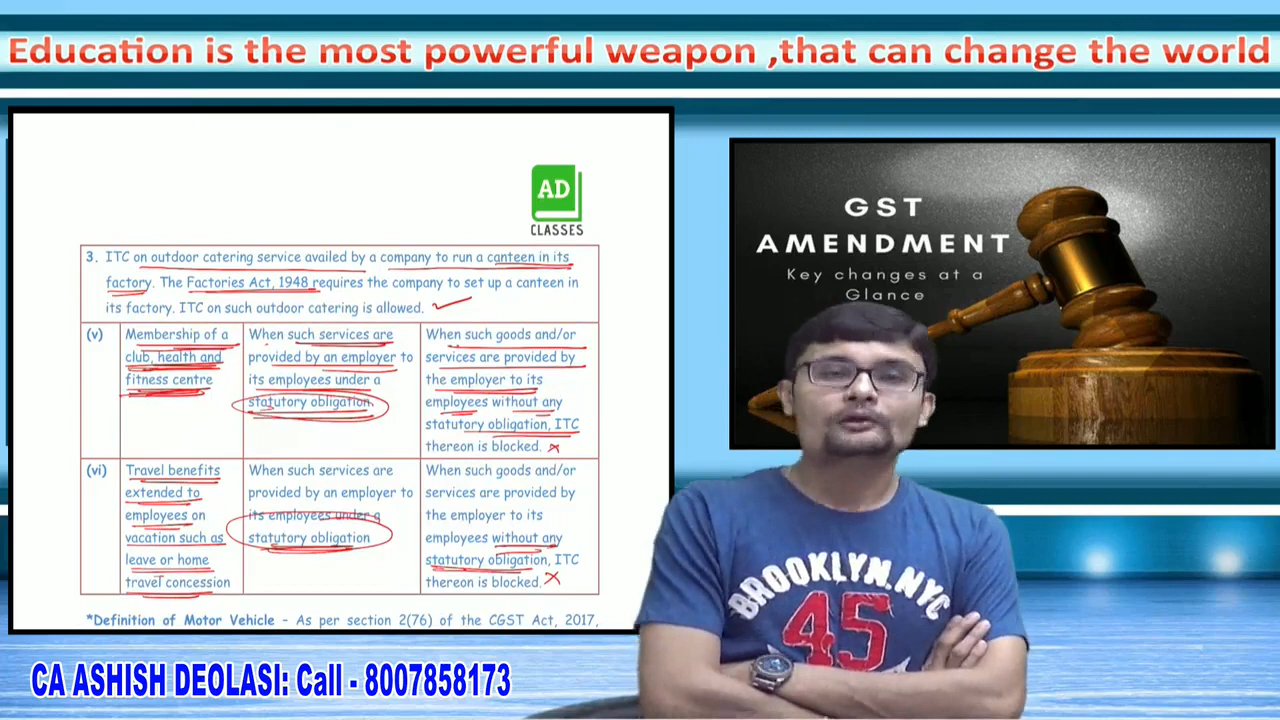 Education is the most powerful weapon ,that can change the world
AD
CLASSES
3. ITC on outdoor catering service availed by a company to run a canteen in its
factory. The Factories Act, 1948 requires the company to set up a canteen in
its factory. ITC on such outdoor catering is allowed.
(v)
Membership of a
club, health and
fitness centre
When such services are
provided by an employer to
its employees under a
statutory obligation.
When such goods and/or
services are provided by
the employer to its
employees without any
statutory obligation, ITC
thereon is blocked.
(vi)
Travel benefits
extended to
employees on
vacation such as
leave or home
travel concession
When such services are
provided by an employer to
its employees under a
statutory obligation
When such goods and/or
services are provided by
the employer to its
employees without any
statutory obligation, ITC
thereon is blocked.
*Definition of Motor Vehicle – As per section 2(76) of the CGST Act, 2017,
GST
AMENDMENT
Key changes at a
Glance
BROOKLYN.NYC
45
CA ASHISH DEOLASI: Call - 8007858173